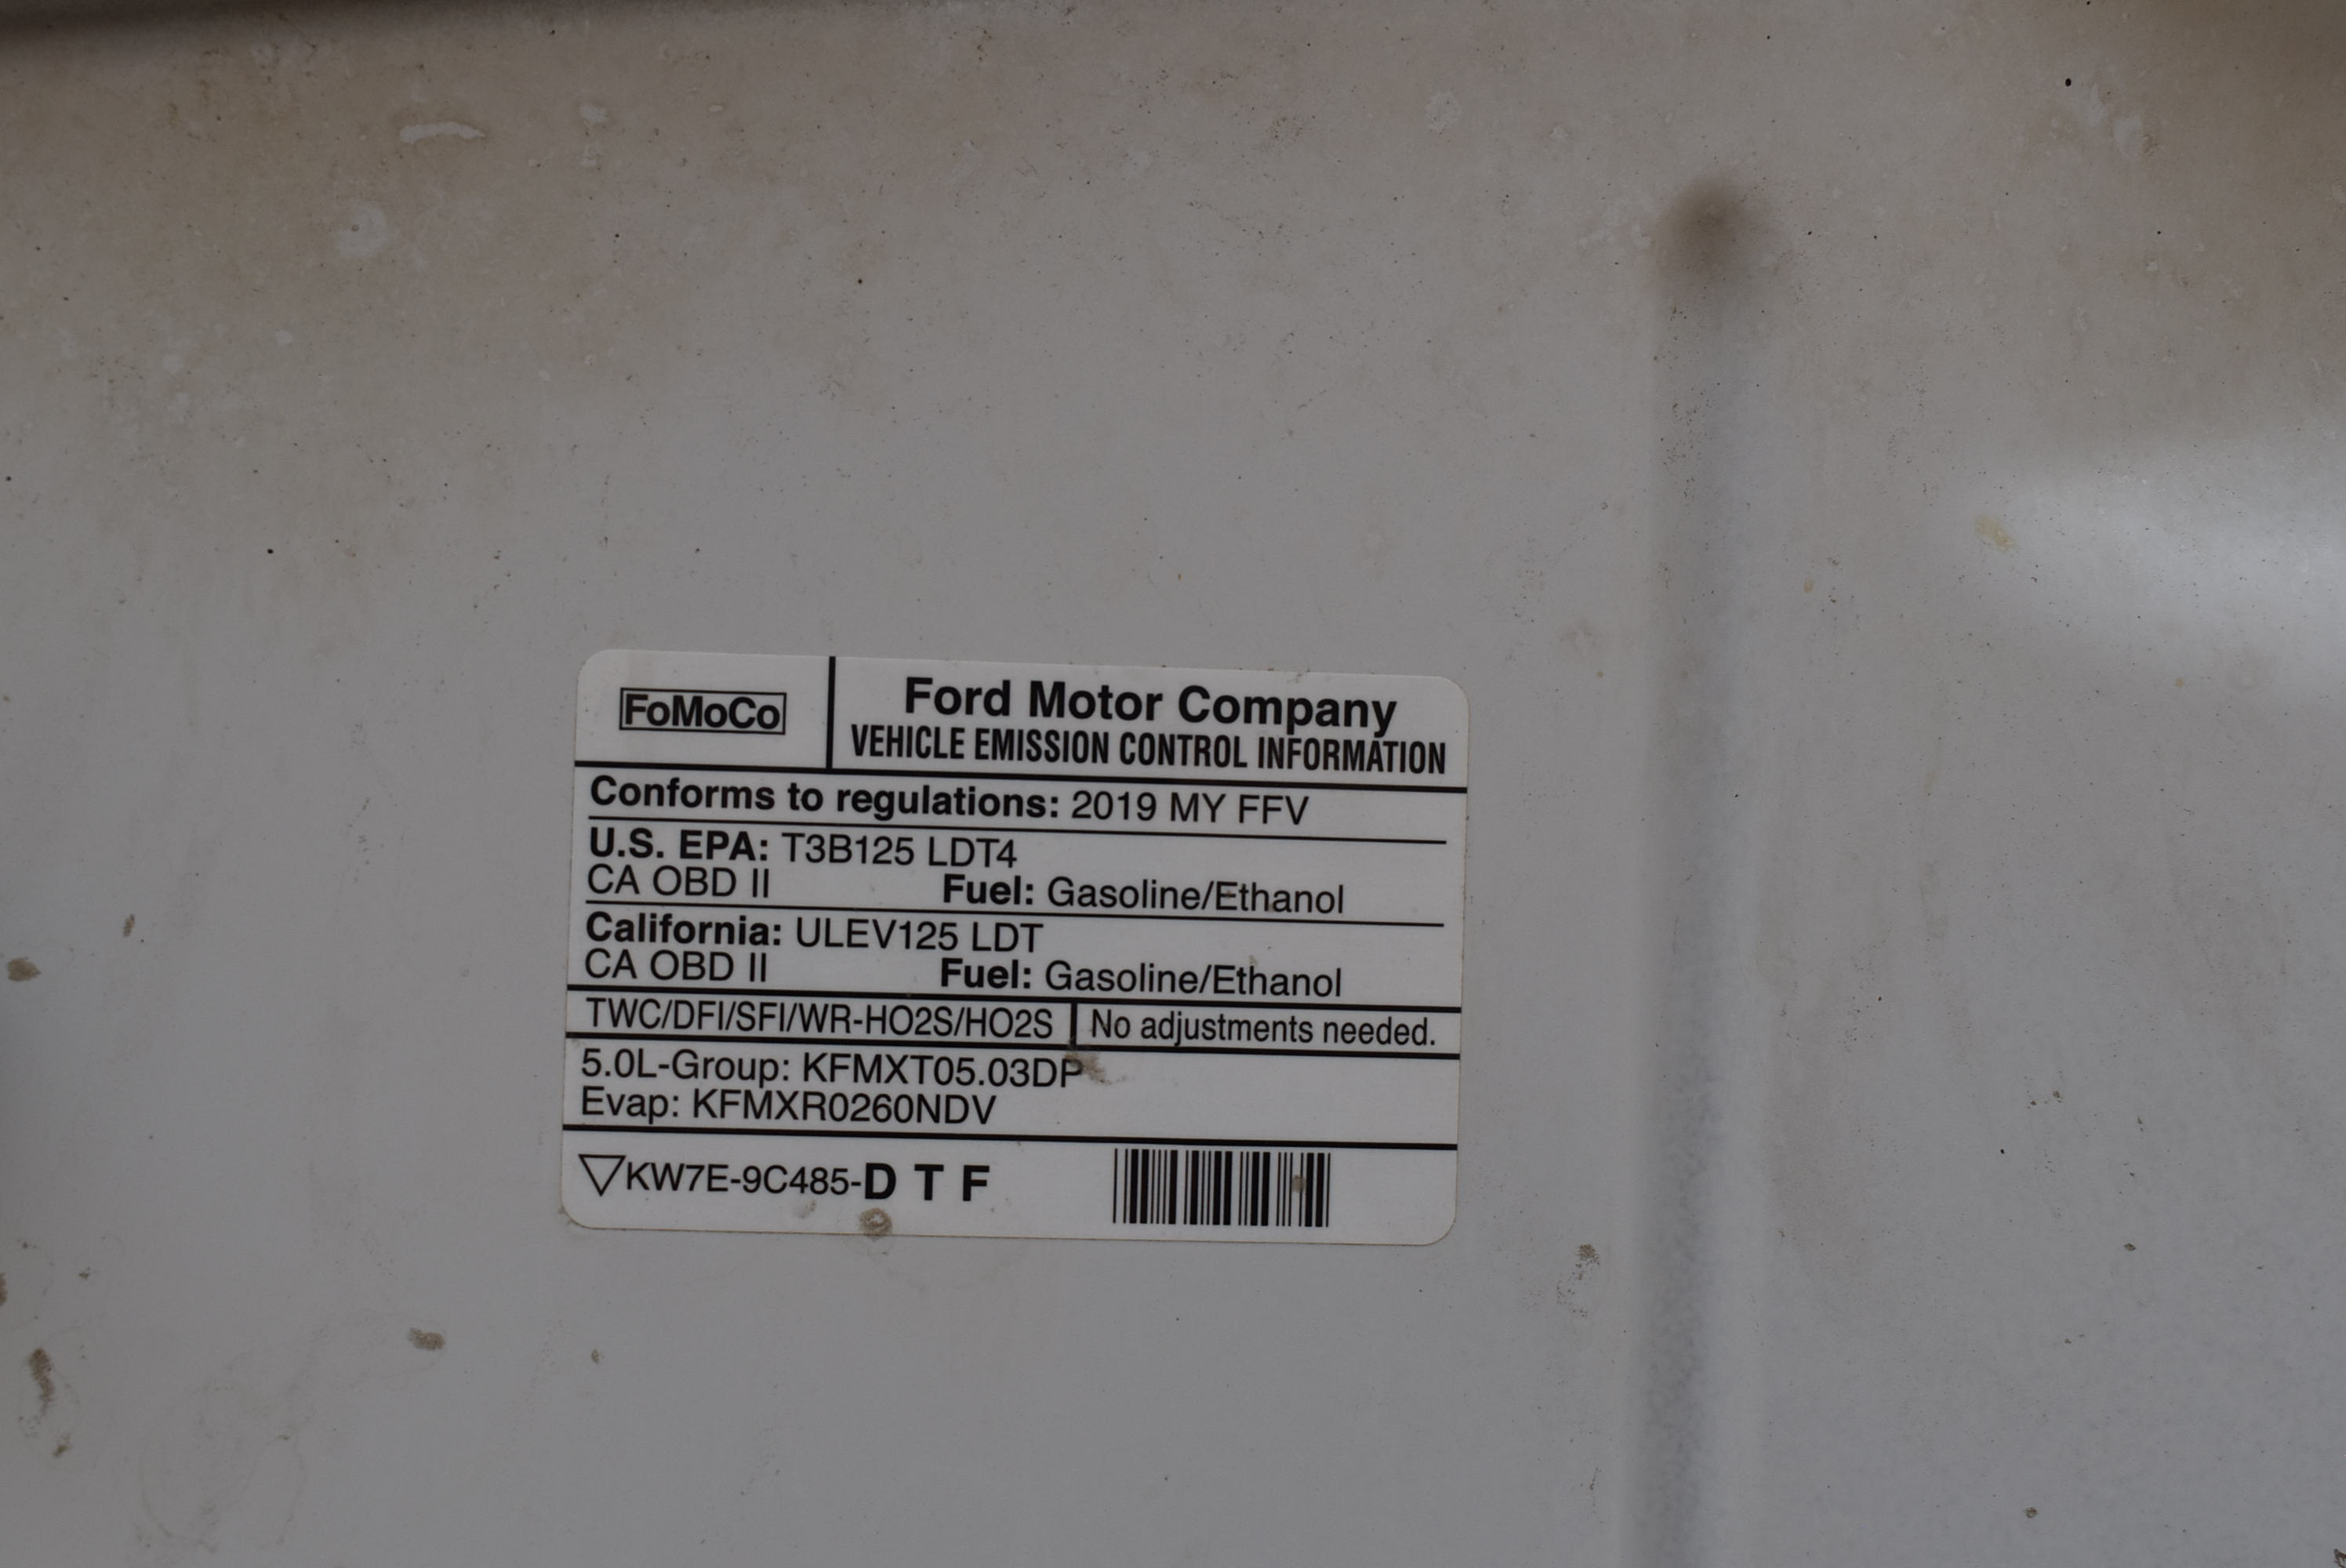 FoMoCo
Ford Motor Company
VEHICLE EMISSION CONTROL INFORMATION
Conforms to regulations: 2019 MY FFV
U.S. EPA: T3B125 LDT4
CA OBD II Fuel: Gasoline/Ethanol
California: ULEV125 LDT
CA OBD II Fuel: Gasoline/Ethanol
TWC/DFI/SFI/WR-HO2S/HO2S No adjustments needed.
5.0L-Group: KFMXT05.03DP
Evap: KFMXR0260NDV
KW7E-9C485-D T F